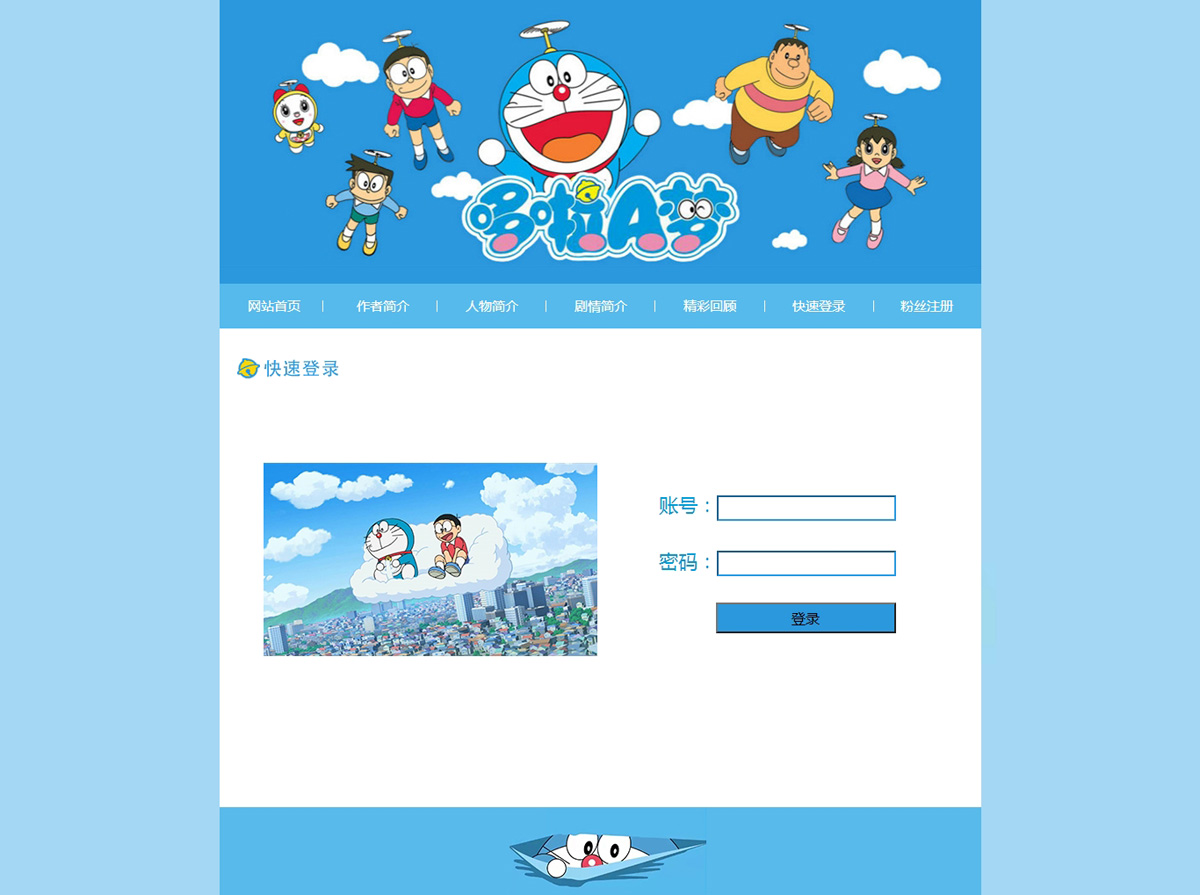 哆啦A梦
网站首页 | 作者简介 | 人物简介 | 剧情简介 | 精彩回顾 | 快速登录 | 粉丝注册
快速登录
账号：
密码：
登录